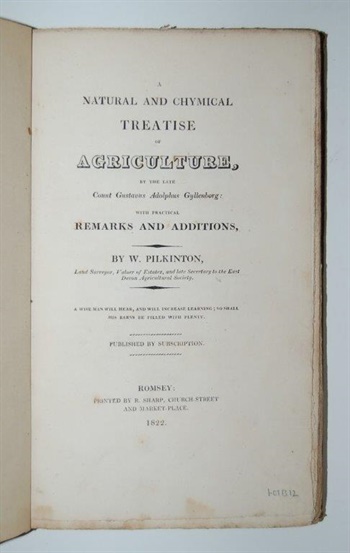 A
NATURAL AND CHYMICAL
TREATISE
OF
AGRICULTURE,
BY THE LATE
Count Gustavus Adolphus Gyllenborg:
WITH PRACTICAL
REMARKS AND ADDITIONS,
BY W. PILKINTON,
Land Surveyor, Valuer of Estates, and late Secretary to the East
Devon Agricultural Society.
A WISE MAN WILL HEAR, AND WILL INCREASE LEARNING; SO SHALL
HIS BARNS BE FILLED WITH PLENTY.
PUBLISHED BY SUBSCRIPTION.
ROMSEY:
PRINTED BY R. SHARP, CHURCH-STREET
AND MARKET-PLACE.
1822.